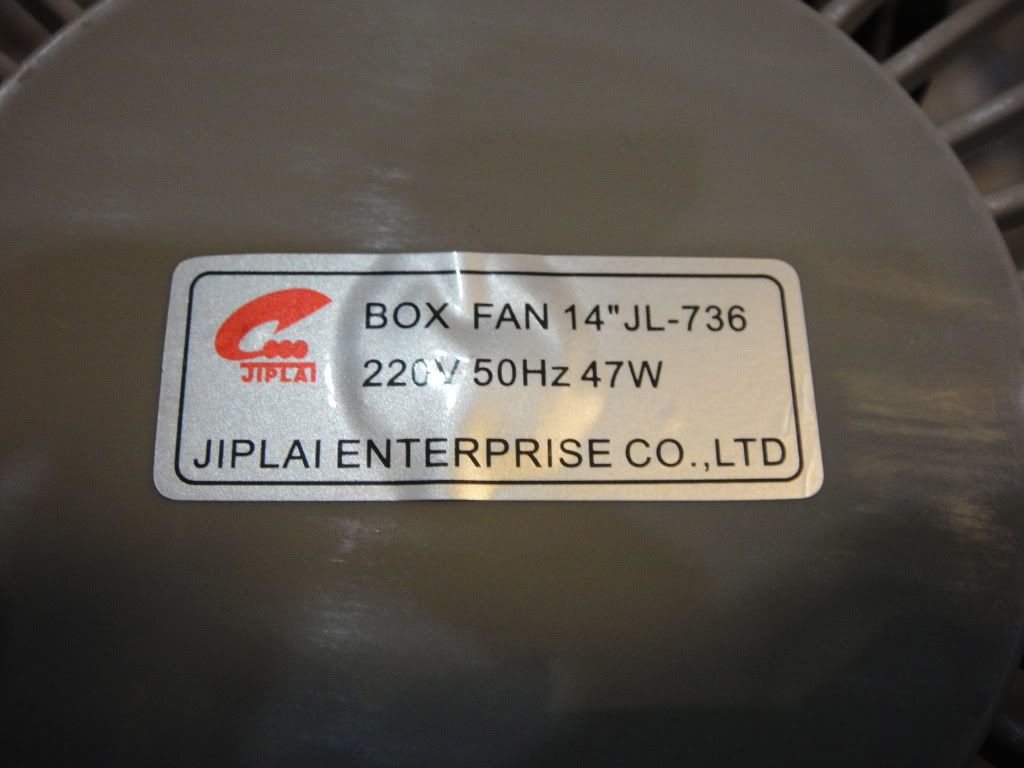 BOX FAN 14"JL-736
JIPLAI
220V 50Hz 47W
JIPLAI ENTERPRISE CO.,LTD